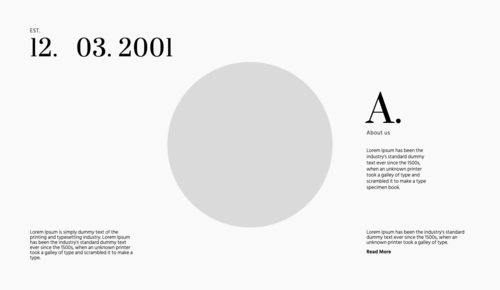 EST.
12. 03. 2001
A.
About us
Lorem Ipsum has been the
industry's standard dummy
text ever since the 1500s,
when an unknown printer
took a galley of type and
scrambled it to make a type
specimen book.
Lorem Ipsum is simply dummy text of the
printing and typesetting industry. Lorem Ipsum
has been the industry's standard dummy text
ever since the 1500s, when an unknown
printer took a galley of type and
scrambled it to make a
type.
Lorem Ipsum has been the industry's standard
dummy text ever since the 1500s, when an
unknown printer took a galley of type.
Read More